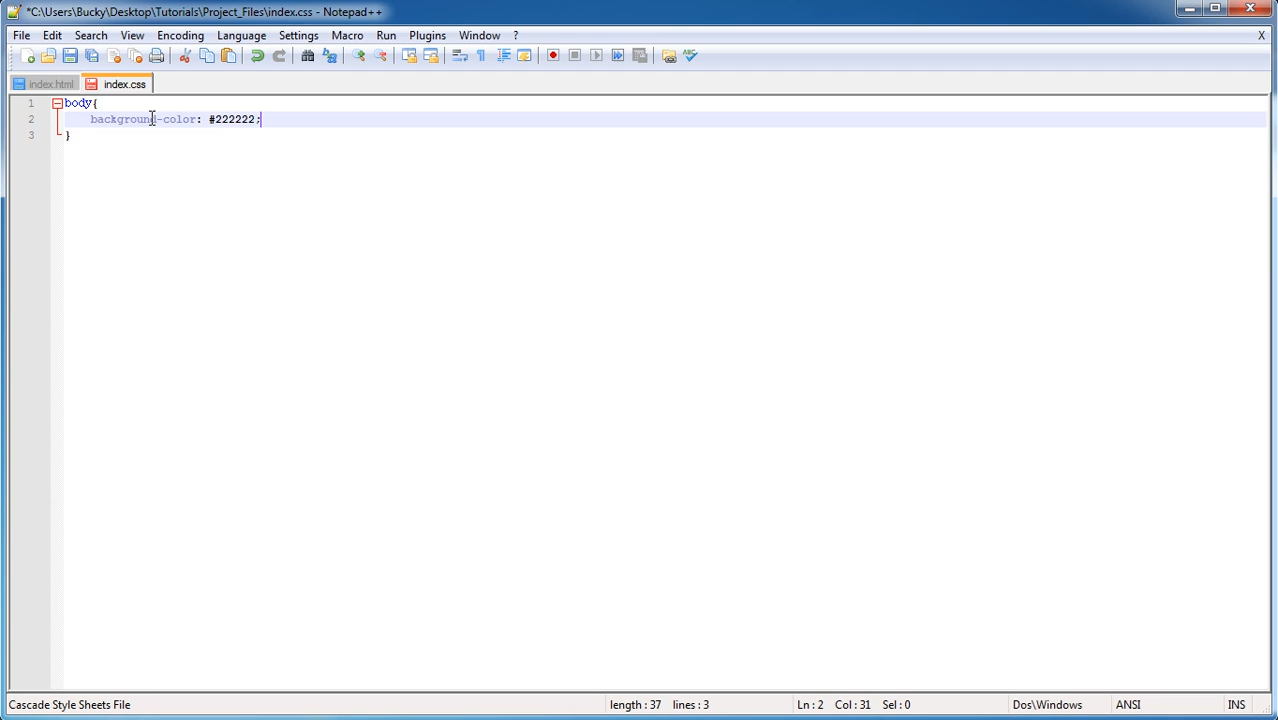 *C:\Users\Bucky\Desktop\Tutorials\Project_Files\index.css - Notepad++
File Edit Search View Encoding Language Settings Macro Run Plugins Window ? X
index.html index.css
1 body{
2 background-color: #222222;
3 }
Cascade Style Sheets File length : 37 lines : 3 Ln : 2 Col : 31 Sel : 0 Dos\Windows ANSI INS